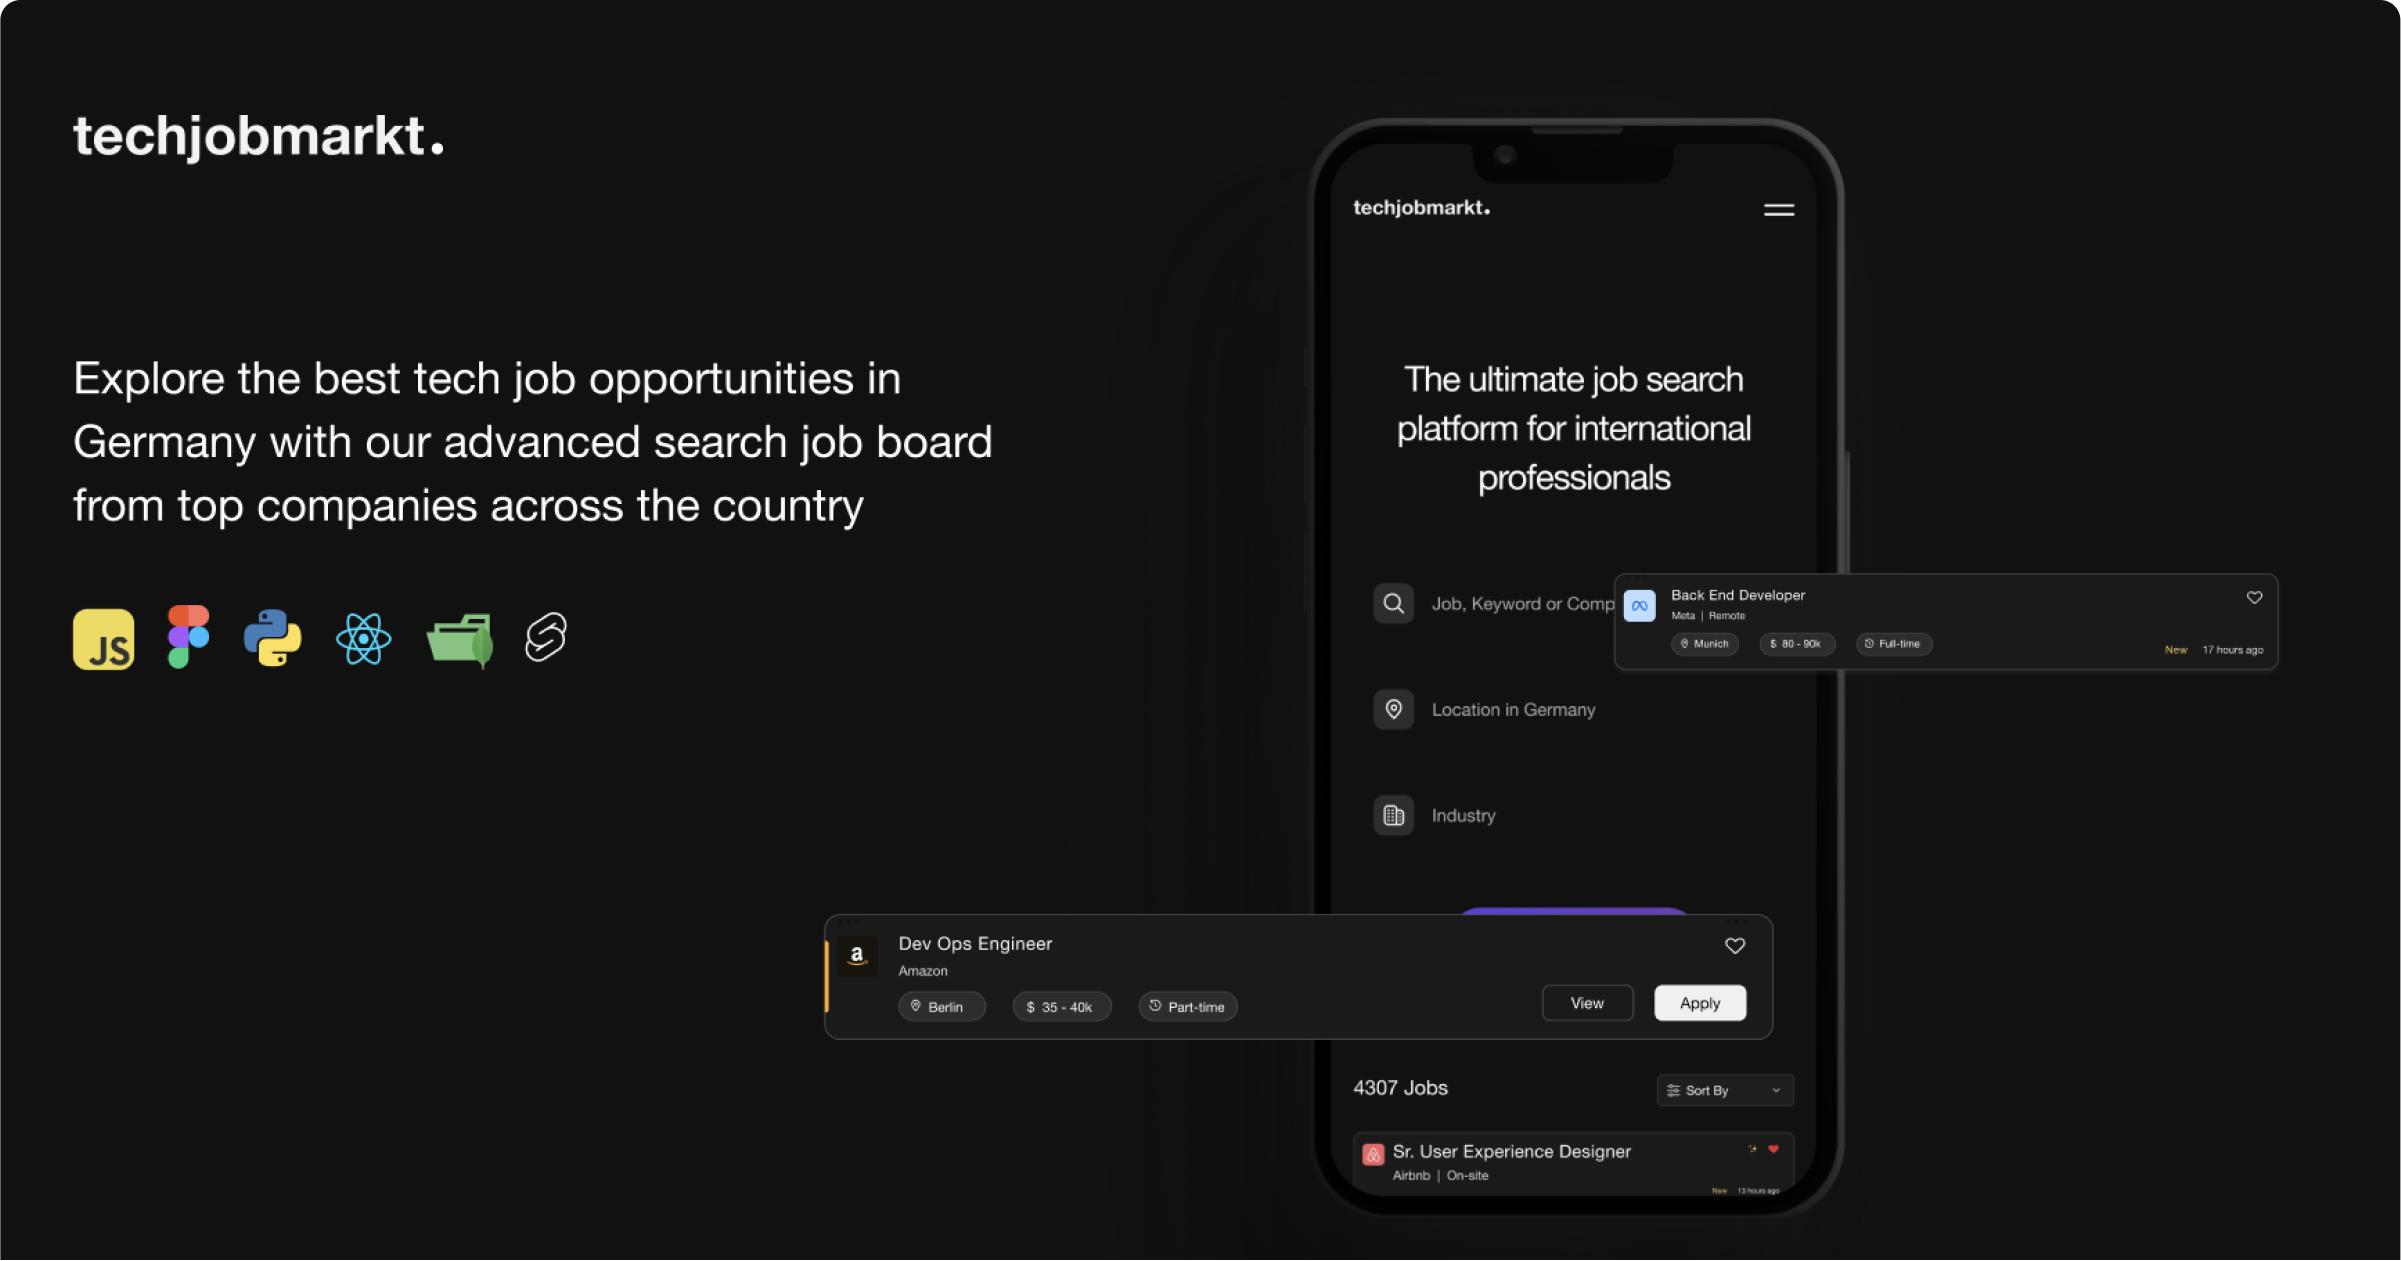 techjobmarkt.
Explore the best tech job opportunities in
Germany with our advanced search job board
from top companies across the country
JS
techjobmarkt.
The ultimate job search
platform for international
professionals
Job, Keyword or Comp
Back End Developer
Meta | Remote
Munich $ 80 - 90k Full-time
New 17 hours ago
Location in Germany
Industry
a
Dev Ops Engineer
Amazon
Berlin $ 35 - 40k Part-time
View Apply
4307 Jobs Sort By
Sr. User Experience Designer
Airbnb | On-site
New 13 hours ago